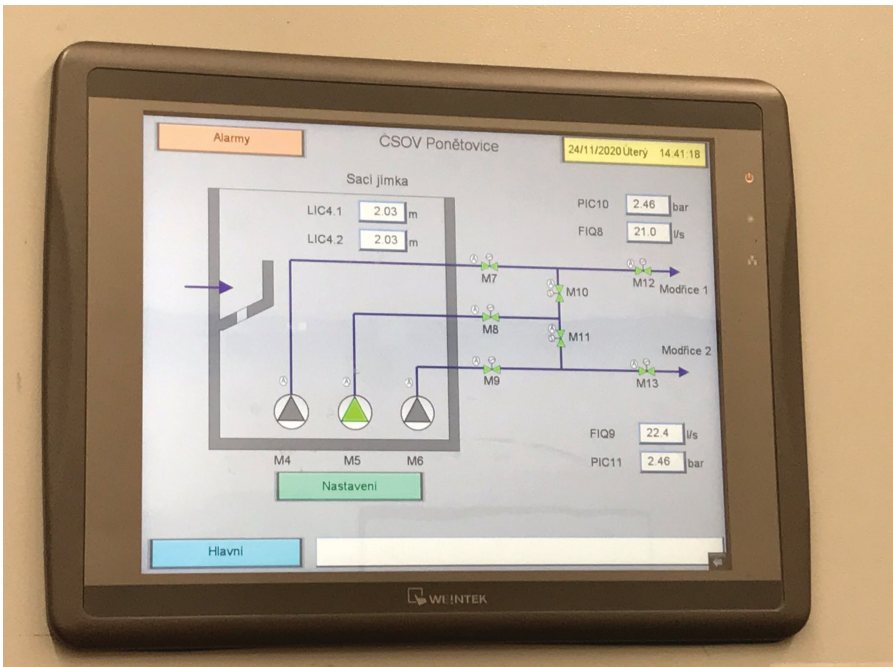 Alarmy
ČSOV Ponětovice
24/11/2020 Úterý 14:41:18
Sací jímka
LIC4.1 2.03 m
LIC4.2 2.03 m
PIC10 2.46 bar
FIQ8 21.0 l/s
M7
M12
Modřice 1
M10
M8
M11
Modřice 2
M9
M13
FIQ9 22.4 l/s
PIC11 2.46 bar
M4 M5 M6
Nastavení
Hlavní
WEINTEK